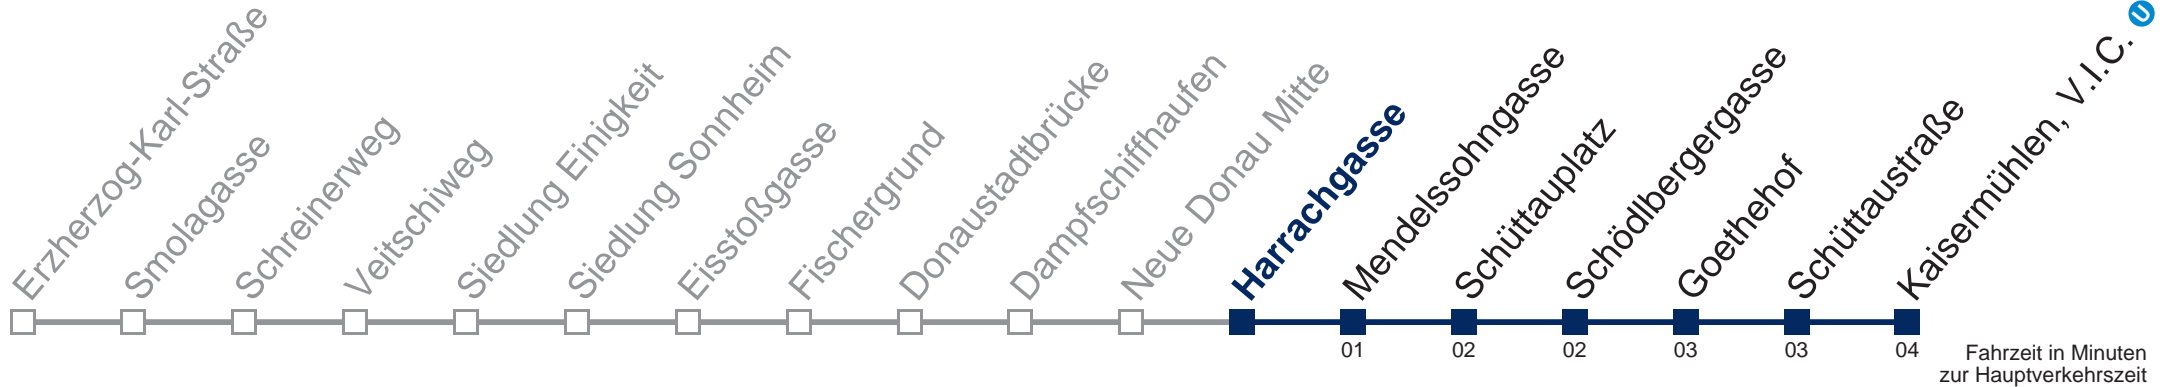 Erzherzog-Karl-Straße
Smolagasse
Schreinerweg
Veitschiweg
Siedlung Einigkeit
Siedlung Sonnheim
Eisstoßgasse
Fischergrund
Donaustadtbrücke
Dampfschiffhaufen
Neue Donau Mitte
Harrachgasse
Mendelssohngasse
Schüttauplatz
Schödlbergergasse
Goethehof
Schüttaustraße
Kaisermühlen, V.I.C. U
01 02 02 03 03 04
Fahrzeit in Minuten
zur Hauptverkehrszeit